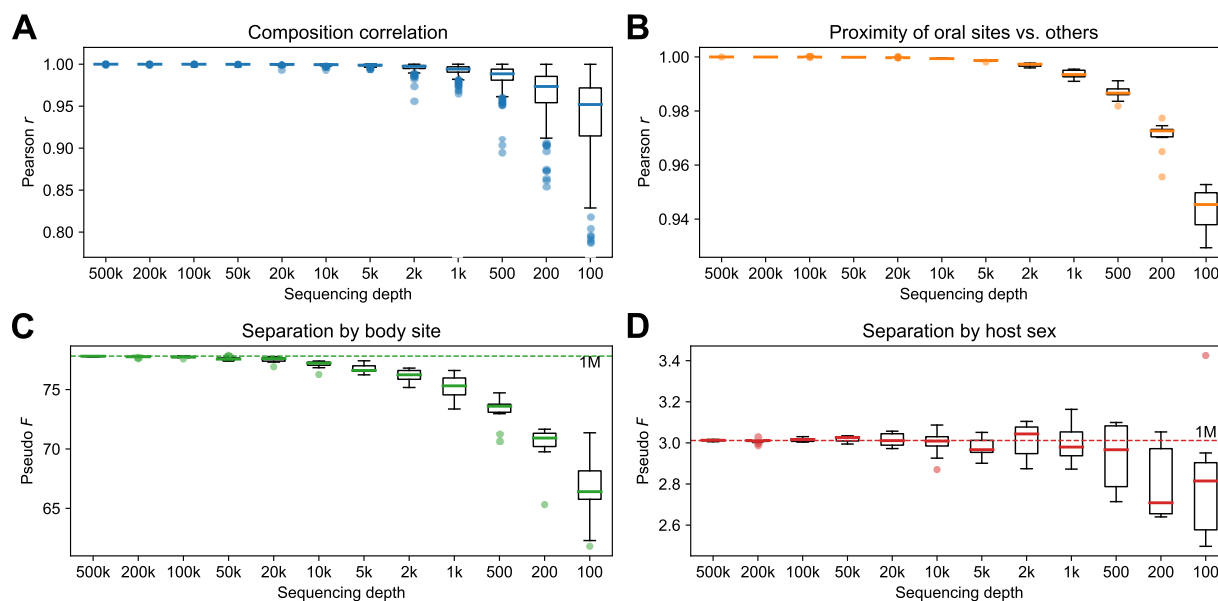 A
Composition correlation
Pearson r
1.00
0.95
0.90
0.85
0.80
500k 200k 100k 50k 20k 10k 5k 2k 1k 500 200 100
Sequencing depth
B
Proximity of oral sites vs. others
Pearson r
1.00
0.98
0.96
0.94
500k 200k 100k 50k 20k 10k 5k 2k 1k 500 200 100
Sequencing depth
C
Separation by body site
Pseudo F
75
70
65
1M
500k 200k 100k 50k 20k 10k 5k 2k 1k 500 200 100
Sequencing depth
D
Separation by host sex
Pseudo F
3.4
3.2
3.0
2.8
2.6
1M
500k 200k 100k 50k 20k 10k 5k 2k 1k 500 200 100
Sequencing depth